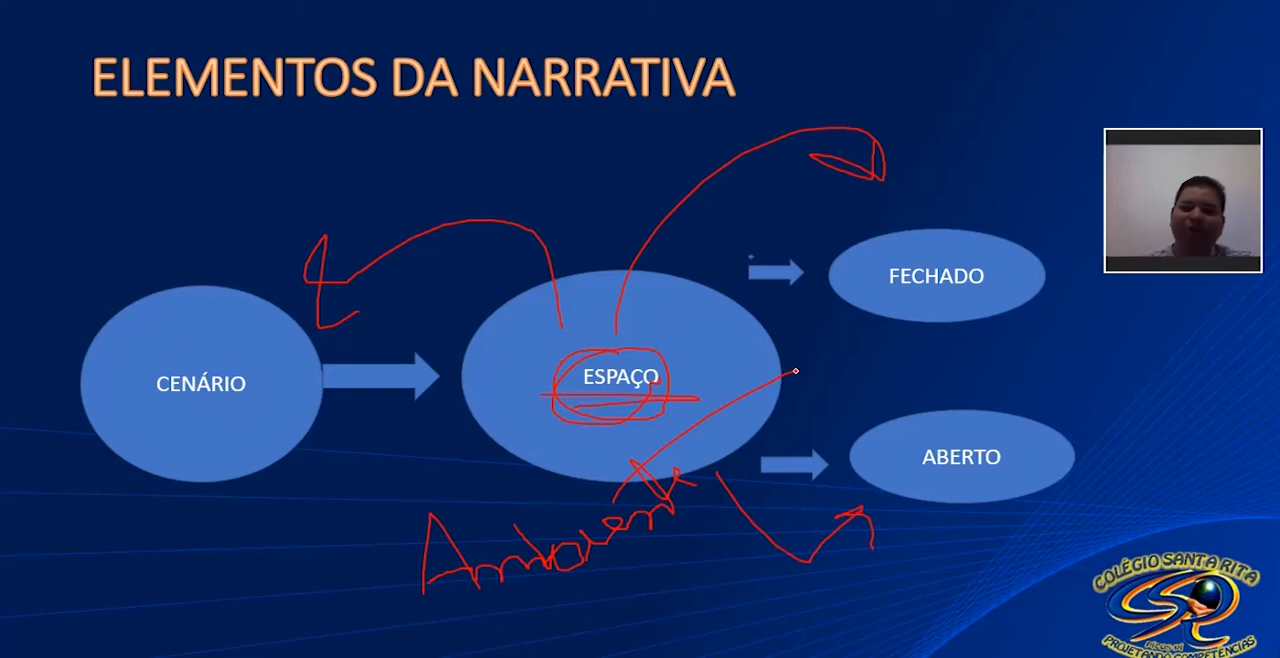 ELEMENTOS DA NARRATIVA
FECHADO
CENÁRIO
ESPAÇO
ABERTO
Ambiente
COLÉGIO SANTA RITA
PROJETANDO COMPETÊNCIAS